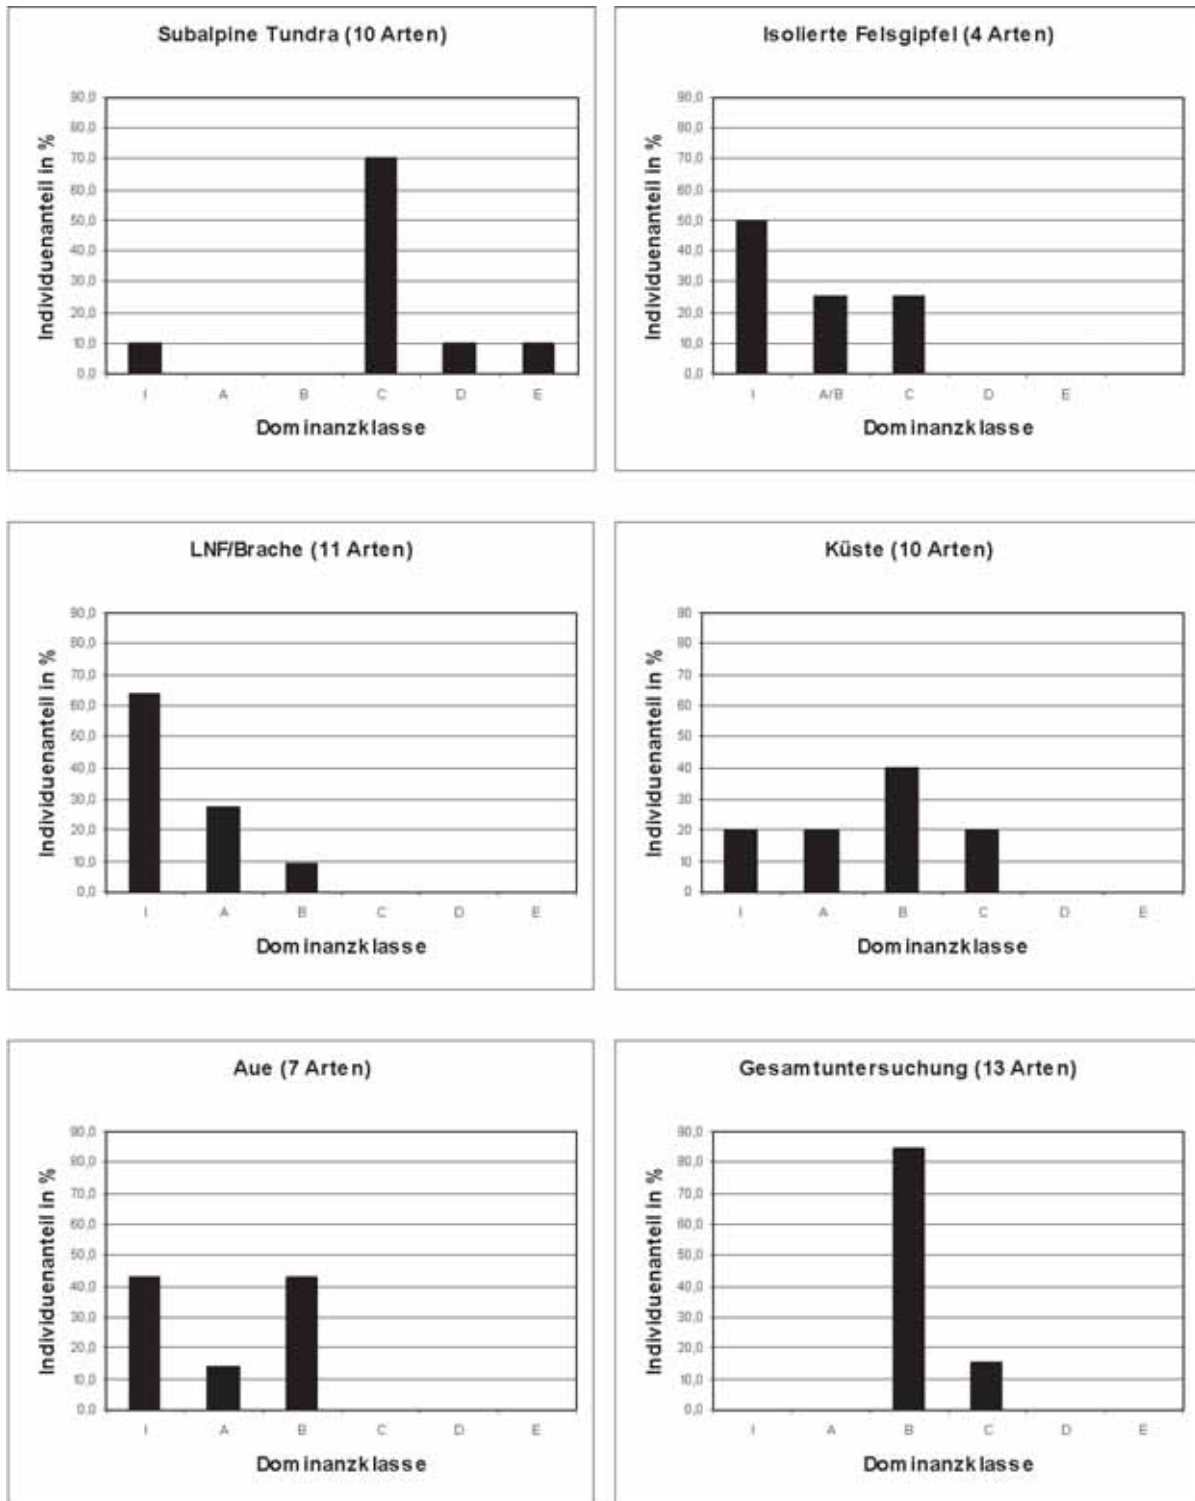 Subalpine Tundra (10 Arten)
Individuenanteil in %
90,0
80,0
70,0
60,0
50,0
40,0
30,0
20,0
10,0
0,0
I A B C D E
Dominanzklasse
Isolierte Felsgipfel (4 Arten)
Individuenanteil in %
90,0
80,0
70,0
60,0
50,0
40,0
30,0
20,0
10,0
0,0
I A/B C D E
Dominanzklasse
LNF/Brache (11 Arten)
Individuenanteil in %
90,0
80,0
70,0
60,0
50,0
40,0
30,0
20,0
10,0
0,0
I A B C D E
Dominanzklasse
Küste (10 Arten)
Individuenanteil in %
90
80
70
60
50
40
30
20
10
0
I A B C D E
Dominanzklasse
Aue (7 Arten)
Individuenanteil in %
90,0
80,0
70,0
60,0
50,0
40,0
30,0
20,0
10,0
0,0
I A B C D E
Dominanzklasse
Gesamtuntersuchung (13 Arten)
Individuenanteil in %
90,0
80,0
70,0
60,0
50,0
40,0
30,0
20,0
10,0
0,0
I A B C D E
Dominanzklasse